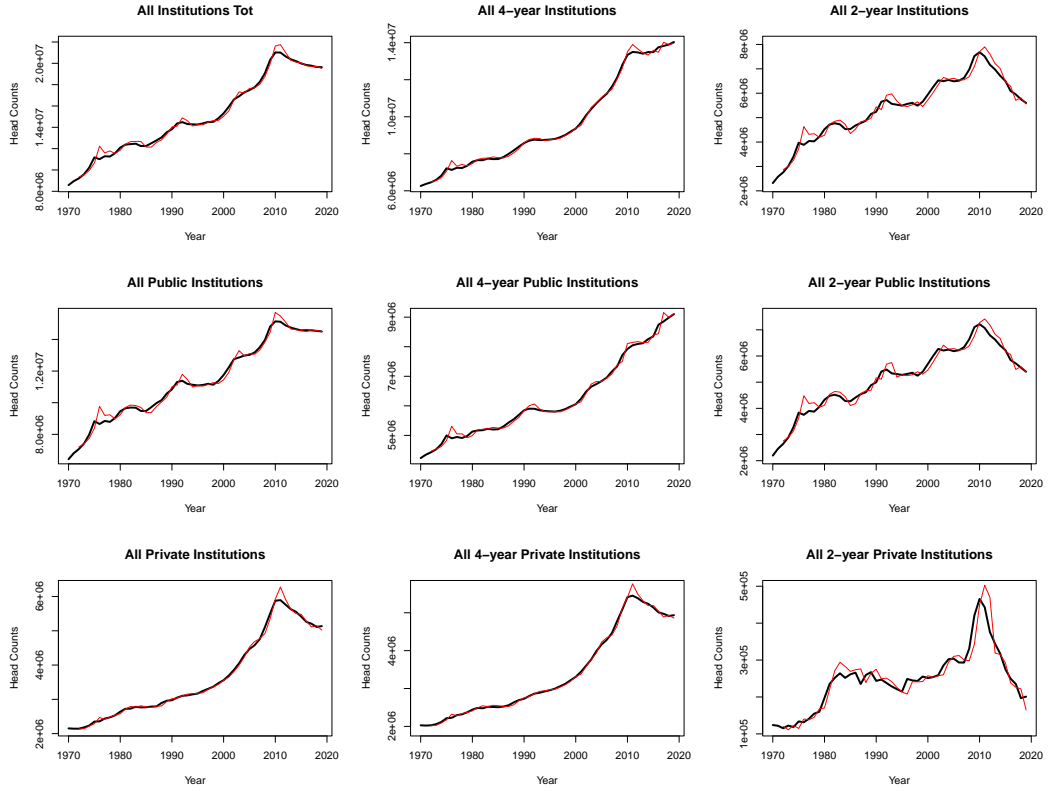 All Institutions Tot
Head Counts
8.0e+06 1.4e+07 2.0e+07
1970 1980 1990 2000 2010 2020
Year
All 4−year Institutions
Head Counts
6.0e+06 1.0e+07 1.4e+07
1970 1980 1990 2000 2010 2020
Year
All 2−year Institutions
Head Counts
2e+06 4e+06 6e+06 8e+06
1970 1980 1990 2000 2010 2020
Year
All Public Institutions
Head Counts
8.0e+06 1.2e+07
1970 1980 1990 2000 2010 2020
Year
All 4−year Public Institutions
Head Counts
5e+06 7e+06 9e+06
1970 1980 1990 2000 2010 2020
Year
All 2−year Public Institutions
Head Counts
2e+06 4e+06 6e+06
1970 1980 1990 2000 2010 2020
Year
All Private Institutions
Head Counts
2e+06 4e+06 6e+06
1970 1980 1990 2000 2010 2020
Year
All 4−year Private Institutions
Head Counts
2e+06 4e+06
1970 1980 1990 2000 2010 2020
Year
All 2−year Private Institutions
Head Counts
1e+05 3e+05 5e+05
1970 1980 1990 2000 2010 2020
Year